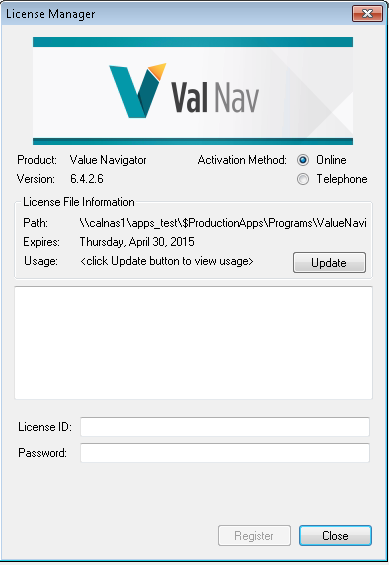 License Manager
Val Nav
Product: Value Navigator Activation Method: Online
Version: 6.4.2.6 Telephone
License File Information
Path: \\calnas1\apps_test\$ProductionApps\Programs\ValueNavi
Expires: Thursday, April 30, 2015
Usage: <click Update button to view usage> Update
License ID:
Password:
Register Close